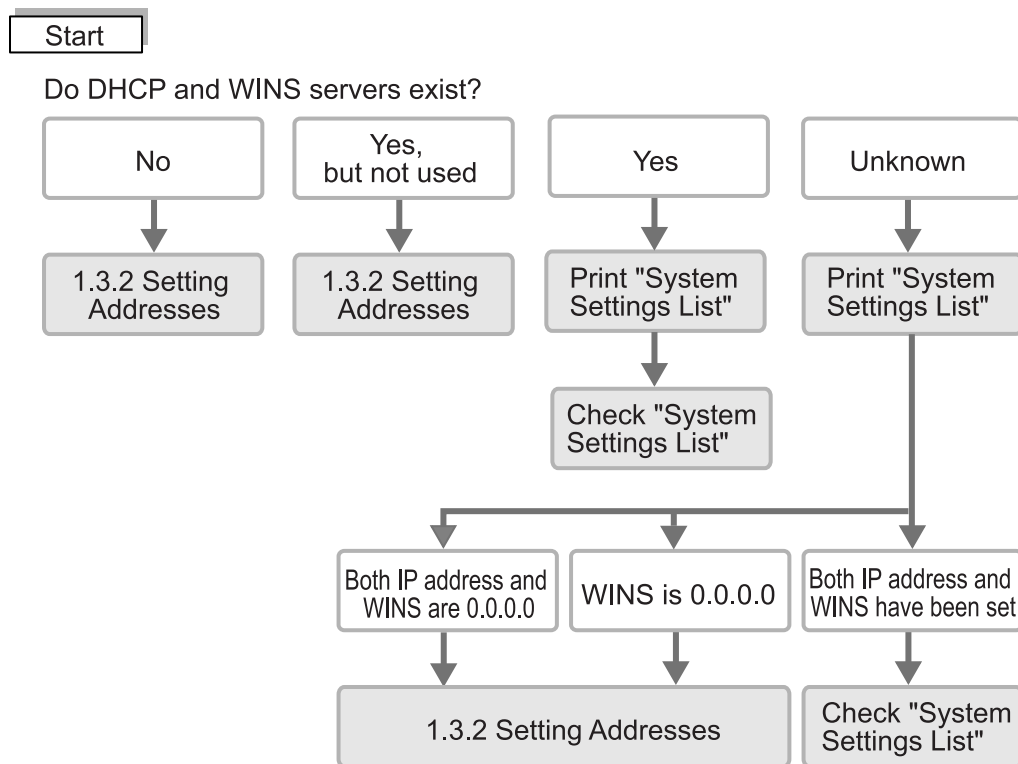 Start
Do DHCP and WINS servers exist?
No
Yes,
but not used
Yes
Unknown
1.3.2 Setting
Addresses
1.3.2 Setting
Addresses
Print "System
Settings List"
Print "System
Settings List"
Check "System
Settings List"
Both IP address and
WINS are 0.0.0.0
WINS is 0.0.0.0
Both IP address and
WINS have been set
1.3.2 Setting Addresses
Check "System
Settings List"